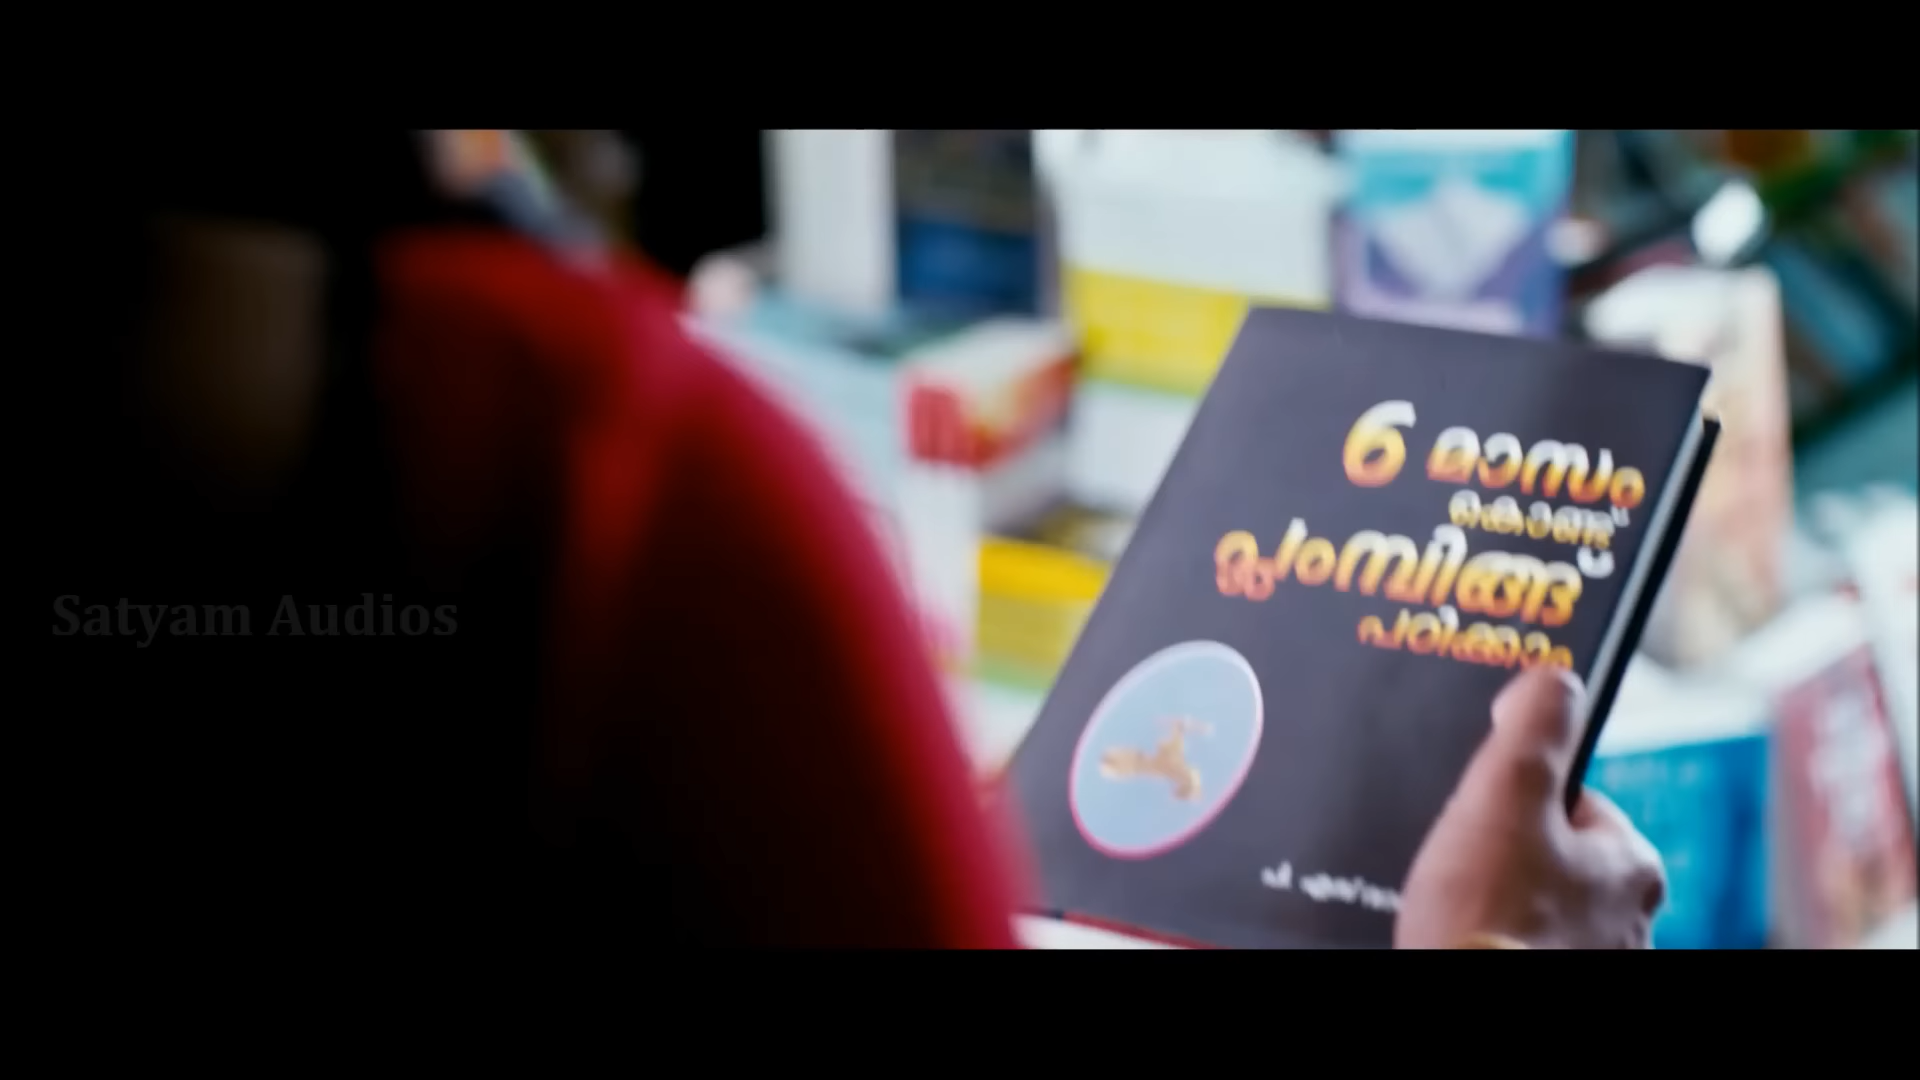 6 മാസം
കൊണ്ട്
പ്ലംമ്പിങ്ങ്
പഠിക്കാം
Satyam Audios